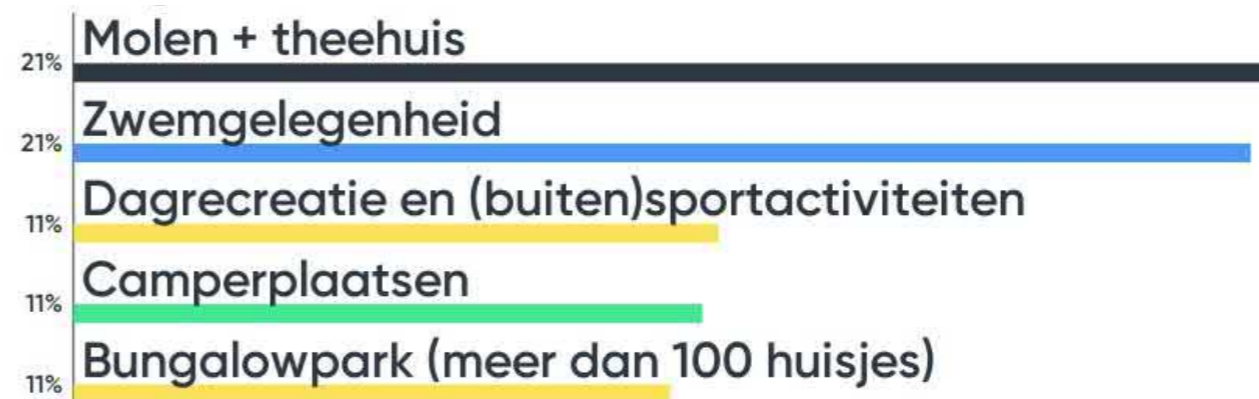 Molen + theehuis
21%
Zwemgelegenheid
21%
Dagrecreatie en (buiten)sportactiviteiten
11%
Camperplaatsen
11%
Bungalowpark (meer dan 100 huisjes)
11%